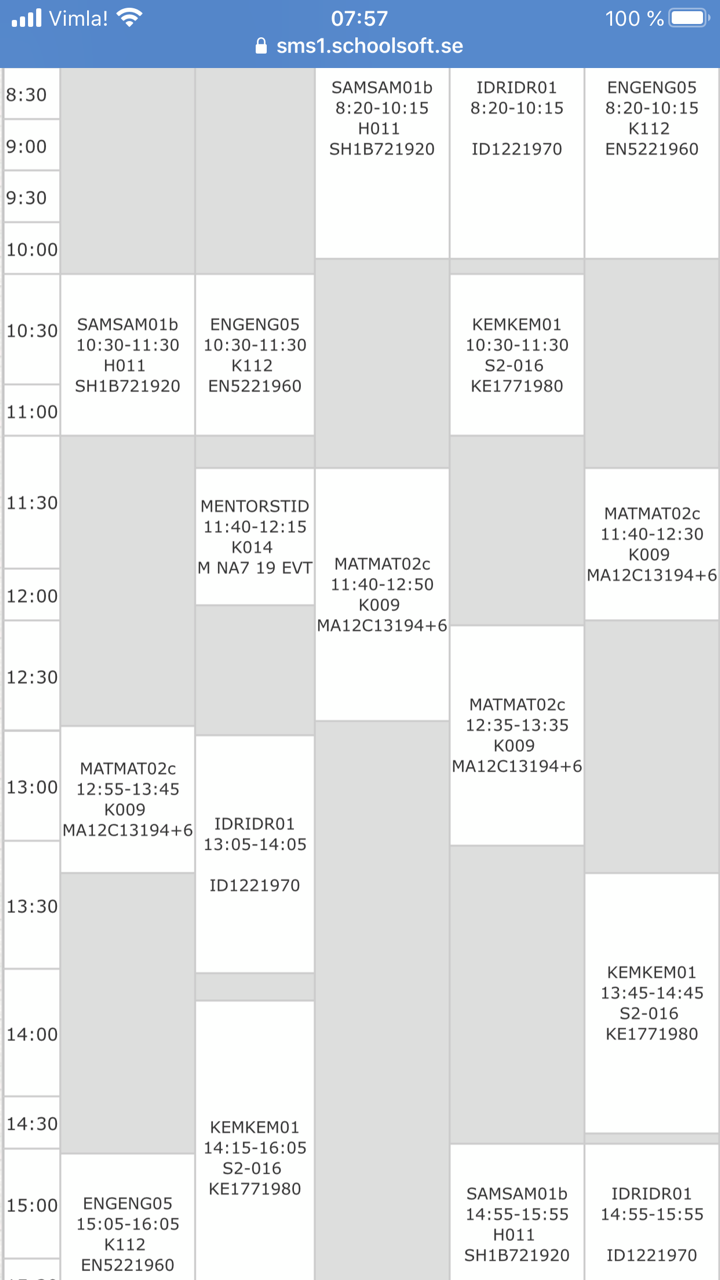 Vimla! 07:57 100 %
sms1.schoolsoft.se
8:30
9:00
9:30
10:00
10:30
11:00
11:30
12:00
12:30
13:00
13:30
14:00
14:30
15:00
SAMSAM01b
10:30-11:30
H011
SH1B721920
MATMAT02c
12:55-13:45
K009
MA12C13194+6
ENGENG05
15:05-16:05
K112
EN5221960
ENGENG05
10:30-11:30
K112
EN5221960
MENTORSTID
11:40-12:15
K014
M NA7 19 EVT
IDRIDR01
13:05-14:05
ID1221970
KEMKEM01
14:15-16:05
S2-016
KE1771980
SAMSAM01b
8:20-10:15
H011
SH1B721920
MATMAT02c
11:40-12:50
K009
MA12C13194+6
IDRIDR01
8:20-10:15
ID1221970
KEMKEM01
10:30-11:30
S2-016
KE1771980
MATMAT02c
12:35-13:35
K009
MA12C13194+6
SAMSAM01b
14:55-15:55
H011
SH1B721920
ENGENG05
8:20-10:15
K112
EN5221960
MATMAT02c
11:40-12:30
K009
MA12C13194+6
KEMKEM01
13:45-14:45
S2-016
KE1771980
IDRIDR01
14:55-15:55
ID1221970